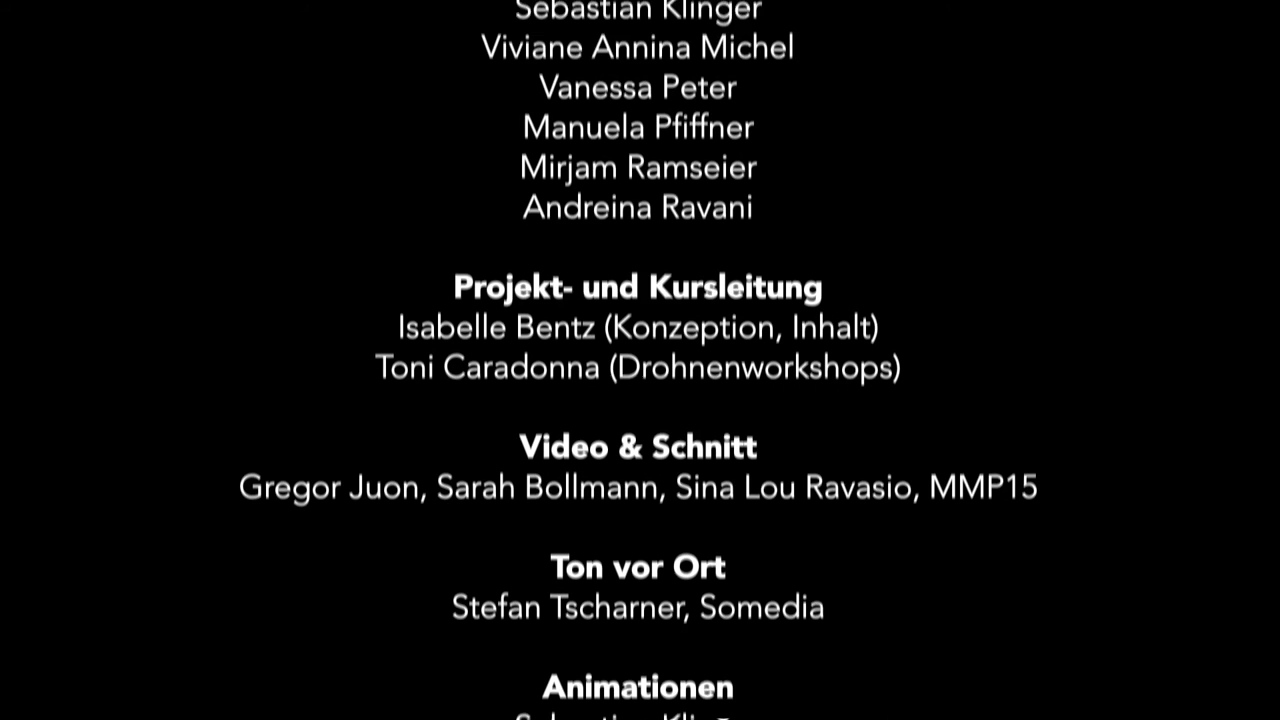 Sebastian Klinger
Viviane Annina Michel
Vanessa Peter
Manuela Pfiffner
Mirjam Ramseier
Andreina Ravani
Projekt- und Kursleitung
Isabelle Bentz (Konzeption, Inhalt)
Toni Caradonna (Drohnenworkshops)
Video & Schnitt
Gregor Juon, Sarah Bollmann, Sina Lou Ravasio, MMP15
Ton vor Ort
Stefan Tscharner, Somedia
Animationen